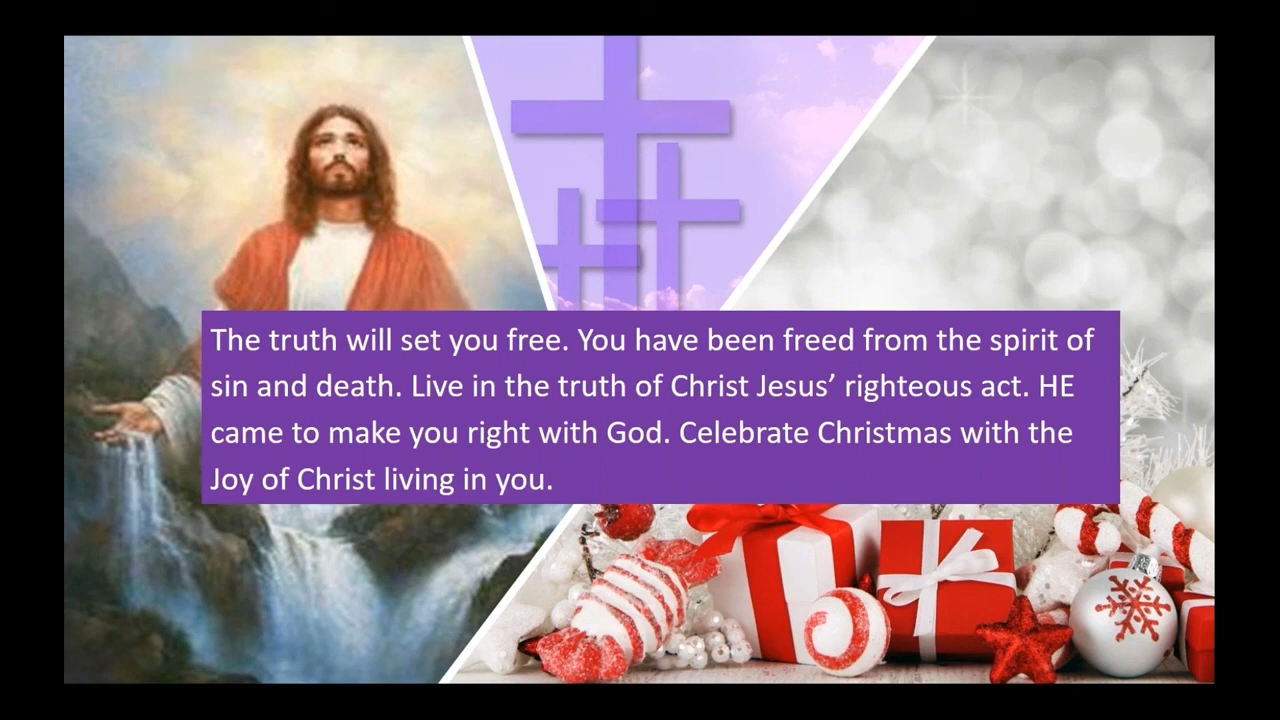 The truth will set you free. You have been freed from the spirit of
sin and death. Live in the truth of Christ Jesus’ righteous act. HE
came to make you right with God. Celebrate Christmas with the
Joy of Christ living in you.